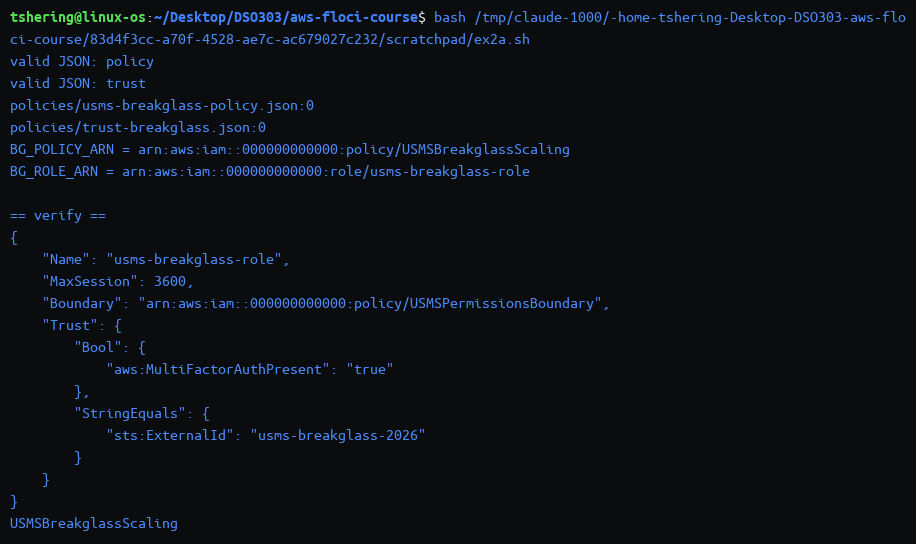 tshering@linux-os:~/Desktop/DSO303/aws-floci-course$ bash /tmp/claude-1000/-home-tshering-Desktop-DSO303-aws-flo
ci-course/83d4f3cc-a70f-4528-ae7c-ac679027c232/scratchpad/ex2a.sh
valid JSON: policy
valid JSON: trust
policies/usms-breakglass-policy.json:0
policies/trust-breakglass.json:0
BG_POLICY_ARN = arn:aws:iam::000000000000:policy/USMSBreakglassScaling
BG_ROLE_ARN = arn:aws:iam::000000000000:role/usms-breakglass-role

== verify ==
{
    "Name": "usms-breakglass-role",
    "MaxSession": 3600,
    "Boundary": "arn:aws:iam::000000000000:policy/USMSPermissionsBoundary",
    "Trust": {
        "Bool": {
            "aws:MultiFactorAuthPresent": "true"
        },
        "StringEquals": {
            "sts:ExternalId": "usms-breakglass-2026"
        }
    }
}
USMSBreakglassScaling